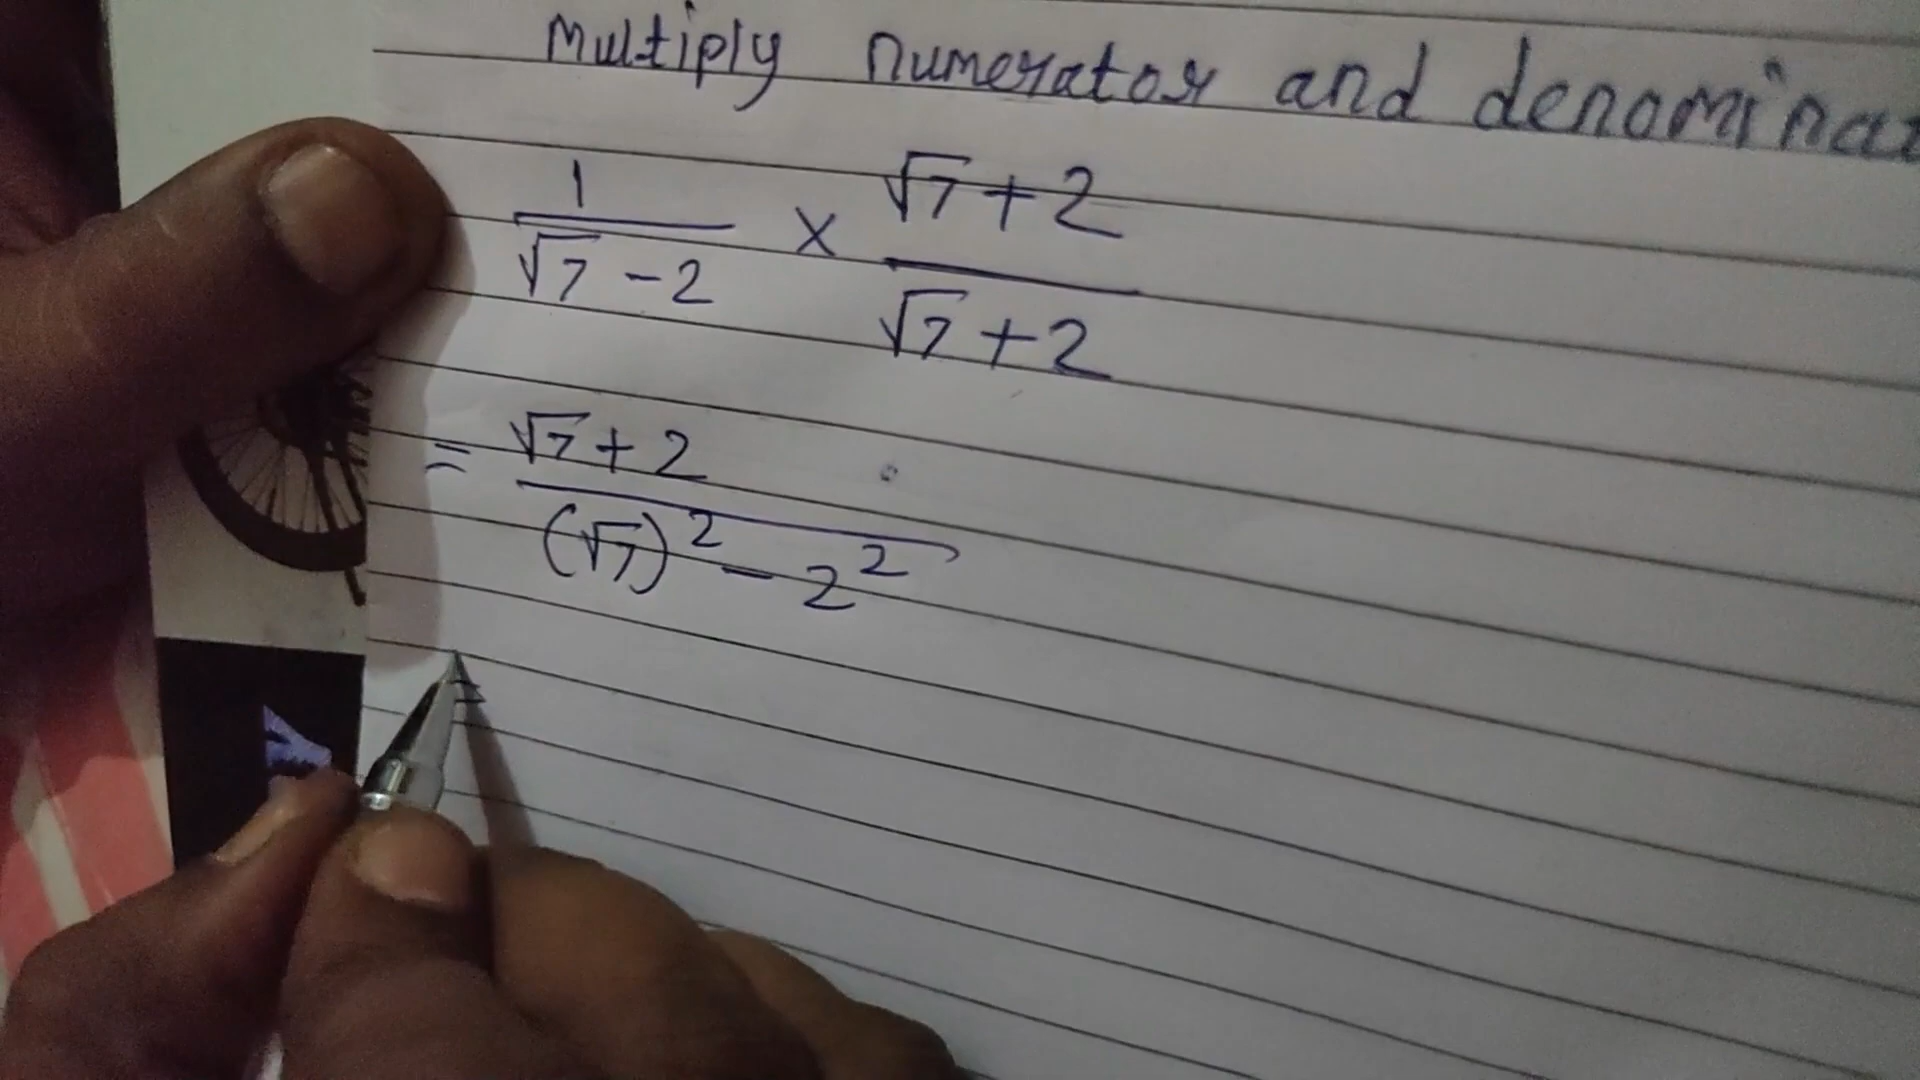 Multiply numerator and denominat
1/(√7 - 2) × (√7 + 2)/(√7 + 2)
= (√7 + 2)/((√7)² - 2²)
=